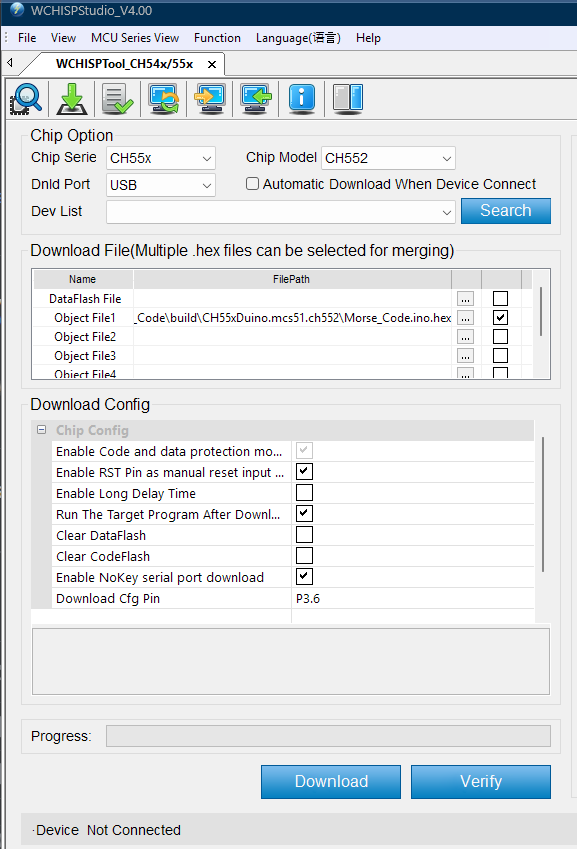 WCHISPStudio_V4.00
File View MCU Series View Function Language(语言) Help
WCHISPTool_CH54x/55x
Chip Option
Chip Serie CH55x Chip Model CH552
Dnld Port USB Automatic Download When Device Connect
Dev List Search
Download File(Multiple .hex files can be selected for merging)
Name FilePath
DataFlash File ...
Object File1 _Code\build\CH55xDuino.mcs51.ch552\Morse_Code.ino.hex ...
Object File2 ...
Object File3 ...
Object File4 ...
Download Config
Chip Config
Enable Code and data protection mo...
Enable RST Pin as manual reset input ...
Enable Long Delay Time
Run The Target Program After Downl...
Clear DataFlash
Clear CodeFlash
Enable NoKey serial port download
Download Cfg Pin P3.6
Progress:
Download Verify
·Device Not Connected